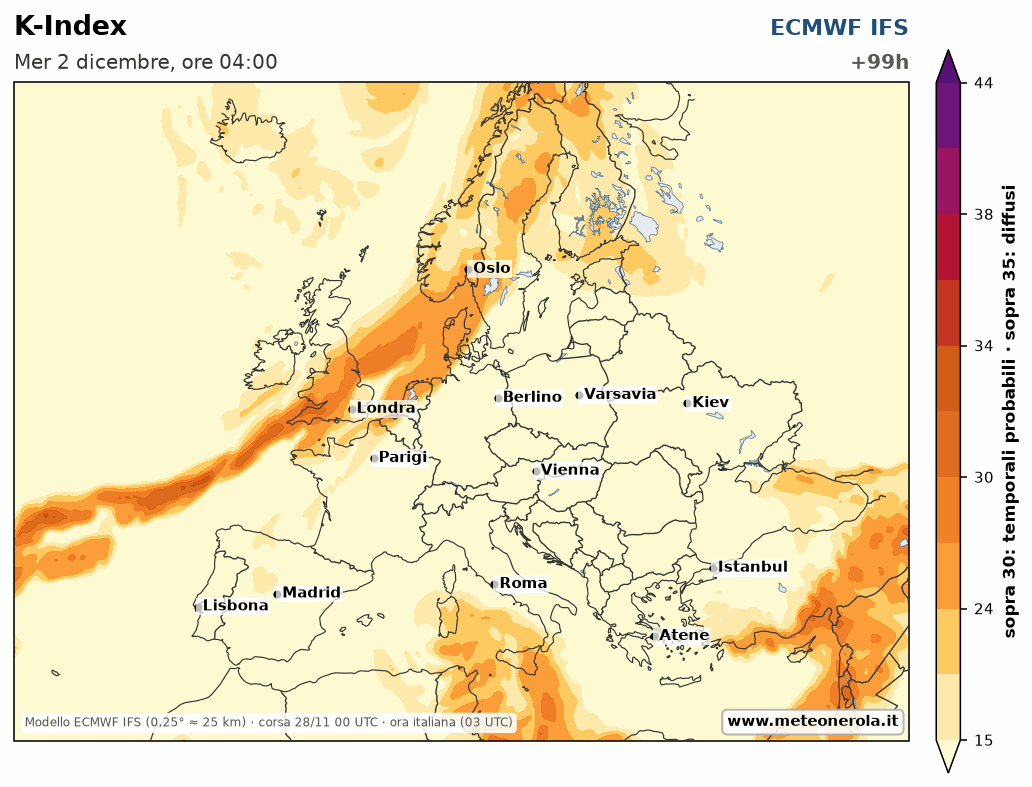 K-Index
ECMWF IFS
Mer 2 dicembre, ore 04:00
+99h
44
38
34
30
24
15
sopra 30: temporali probabili · sopra 35: diffusi
Oslo
Londra
Berlino
Varsavia
Kiev
Parigi
Vienna
Istanbul
Roma
Madrid
Lisbona
Atene
Modello ECMWF IFS (0,25° ≈ 25 km) · corsa 28/11 00 UTC · ora italiana (03 UTC)
www.meteonerola.it